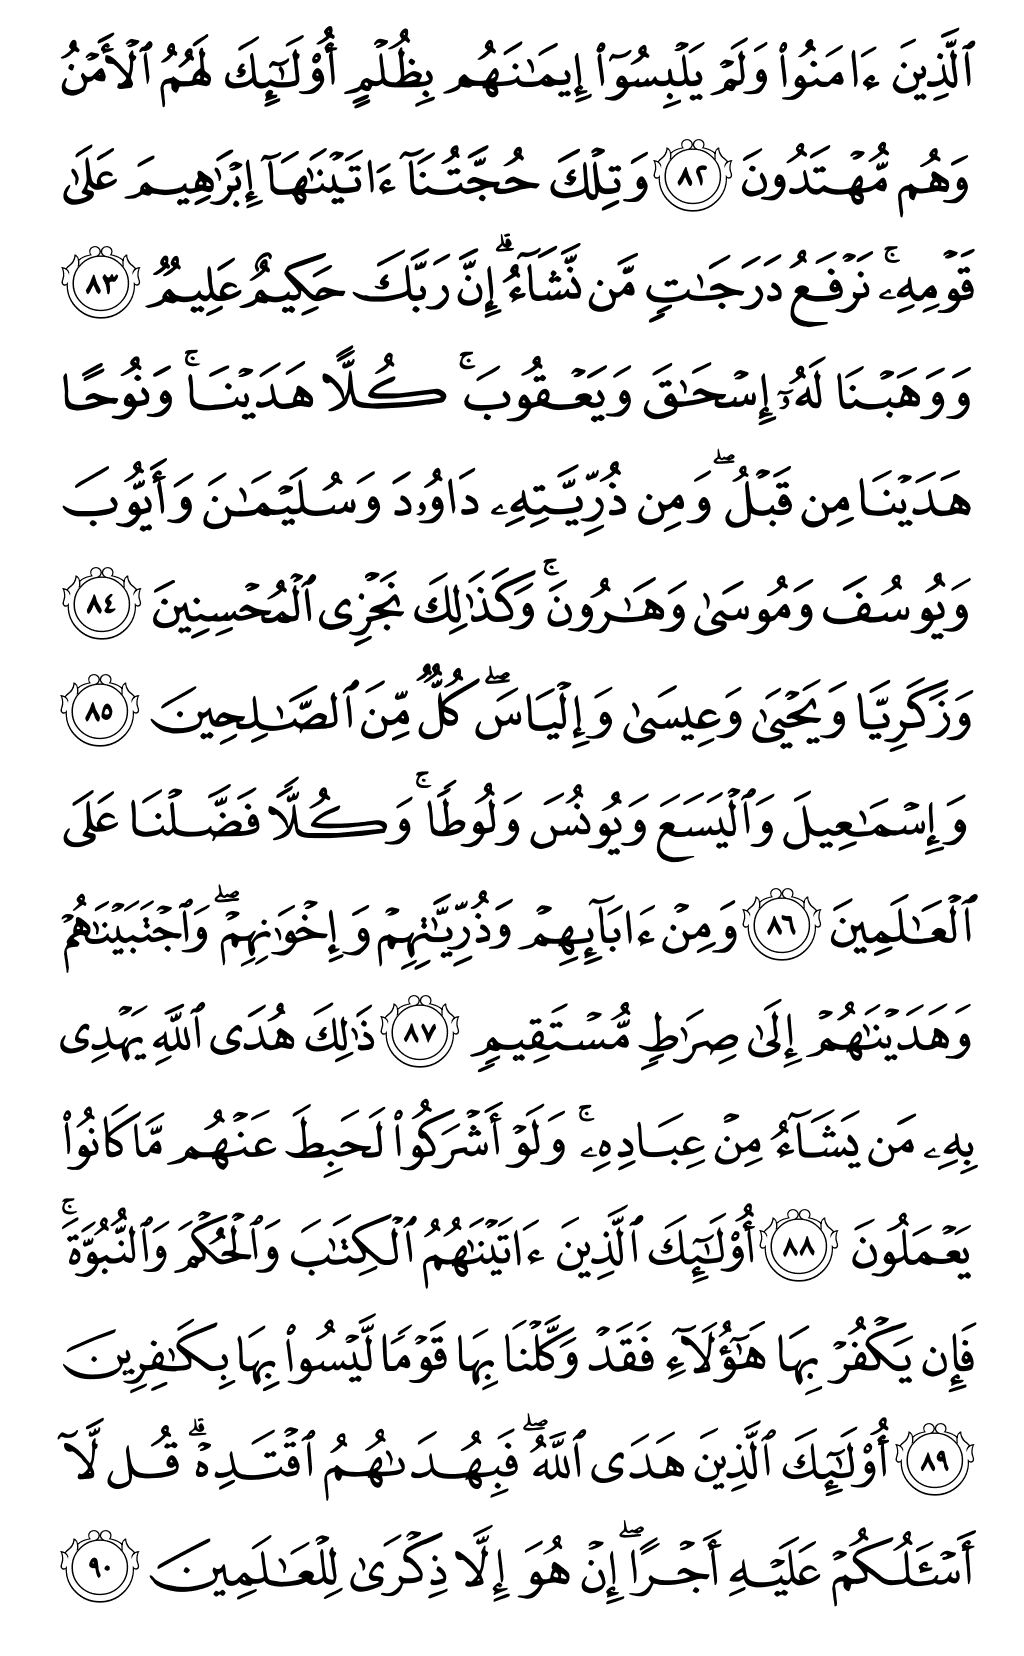 ٱلَّذِينَ ءَامَنُوا۟ وَلَمْ يَلْبِسُوٓا۟ إِيمَـٰنَهُم بِظُلْمٍ أُو۟لَـٰٓئِكَ لَهُمُ ٱلْأَمْنُ
وَهُم مُّهْتَدُونَ ٨٢ وَتِلْكَ حُجَّتُنَآ ءَاتَيْنَـٰهَآ إِبْرَٰهِيمَ عَلَىٰ
قَوْمِهِۦ ۚ نَرْفَعُ دَرَجَـٰتٍ مَّن نَّشَآءُ ۗ إِنَّ رَبَّكَ حَكِيمٌ عَلِيمٌ ٨٣
وَوَهَبْنَا لَهُۥٓ إِسْحَـٰقَ وَيَعْقُوبَ ۚ كُلًّا هَدَيْنَا ۚ وَنُوحًا
هَدَيْنَا مِن قَبْلُ ۖ وَمِن ذُرِّيَّتِهِۦ دَاوُۥدَ وَسُلَيْمَـٰنَ وَأَيُّوبَ
وَيُوسُفَ وَمُوسَىٰ وَهَـٰرُونَ ۚ وَكَذَٰلِكَ نَجْزِى ٱلْمُحْسِنِينَ ٨٤
وَزَكَرِيَّا وَيَحْيَىٰ وَعِيسَىٰ وَإِلْيَاسَ ۖ كُلٌّ مِّنَ ٱلصَّـٰلِحِينَ ٨٥
وَإِسْمَـٰعِيلَ وَٱلْيَسَعَ وَيُونُسَ وَلُوطًا ۚ وَكُلًّا فَضَّلْنَا عَلَى
ٱلْعَـٰلَمِينَ ٨٦ وَمِنْ ءَابَآئِهِمْ وَذُرِّيَّـٰتِهِمْ وَإِخْوَٰنِهِمْ ۖ وَٱجْتَبَيْنَـٰهُمْ
وَهَدَيْنَـٰهُمْ إِلَىٰ صِرَٰطٍ مُّسْتَقِيمٍ ٨٧ ذَٰلِكَ هُدَى ٱللَّهِ يَهْدِى
بِهِۦ مَن يَشَآءُ مِنْ عِبَادِهِۦ ۚ وَلَوْ أَشْرَكُوا۟ لَحَبِطَ عَنْهُم مَّا كَانُوا۟
يَعْمَلُونَ ٨٨ أُو۟لَـٰٓئِكَ ٱلَّذِينَ ءَاتَيْنَـٰهُمُ ٱلْكِتَـٰبَ وَٱلْحُكْمَ وَٱلنُّبُوَّةَ ۚ
فَإِن يَكْفُرْ بِهَا هَـٰٓؤُلَآءِ فَقَدْ وَكَّلْنَا بِهَا قَوْمًا لَّيْسُوا۟ بِهَا بِكَـٰفِرِينَ
٨٩ أُو۟لَـٰٓئِكَ ٱلَّذِينَ هَدَى ٱللَّهُ ۖ فَبِهُدَىٰهُمُ ٱقْتَدِهْ ۗ قُل لَّآ
أَسْـَٔلُكُمْ عَلَيْهِ أَجْرًا ۖ إِنْ هُوَ إِلَّا ذِكْرَىٰ لِلْعَـٰلَمِينَ ٩٠